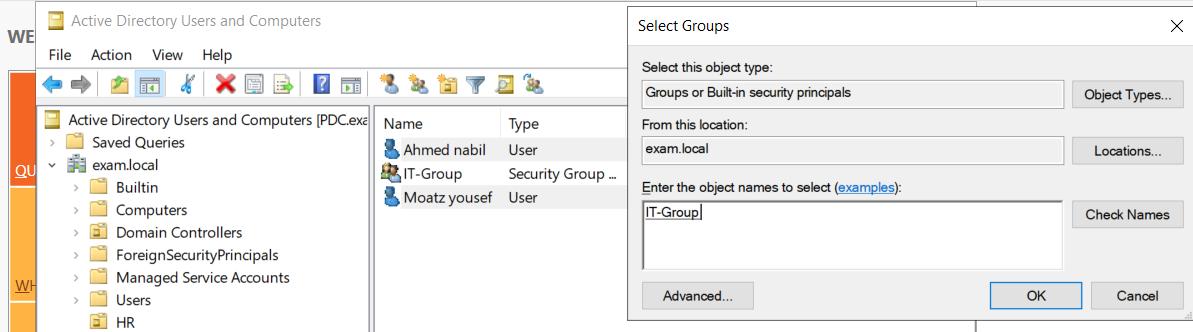 WE
QU
WH
Active Directory Users and Computers
File Action View Help
Active Directory Users and Computers [PDC.exa
Saved Queries
exam.local
Builtin
Computers
Domain Controllers
ForeignSecurityPrincipals
Managed Service Accounts
Users
HR
Name Type
Ahmed nabil User
IT-Group Security Group ...
Moatz yousef User
Select Groups
Select this object type:
Groups or Built-in security principals
Object Types...
From this location:
exam.local
Locations...
Enter the object names to select (examples):
IT-Group
Check Names
Advanced...
OK
Cancel